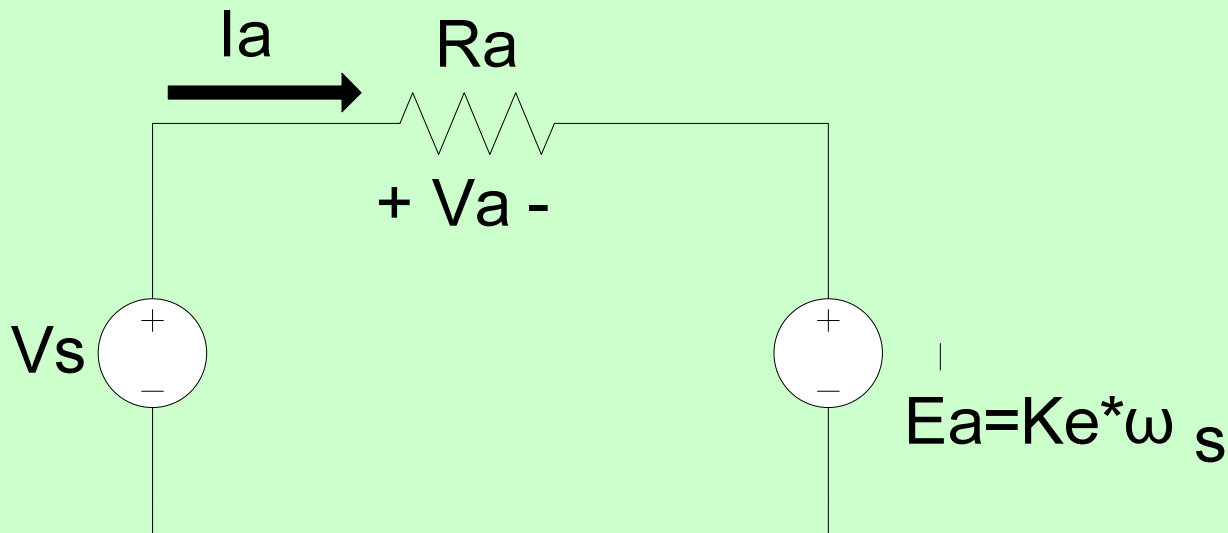 Ia
Ra
+ Va -
Vs
+
−
+
−
Ea=Ke*ω s